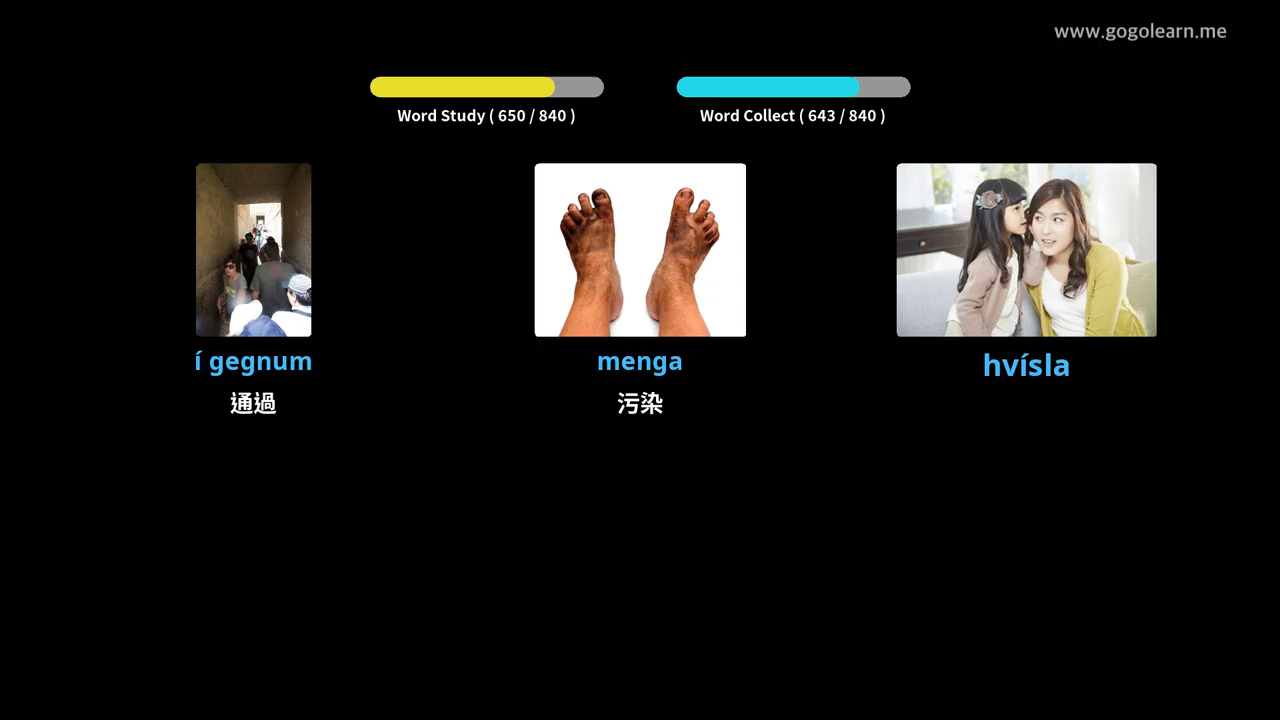 www.gogolearn.me
Word Study ( 650 / 840 )
Word Collect ( 643 / 840 )
í gegnum
menga
hvísla
通過
污染